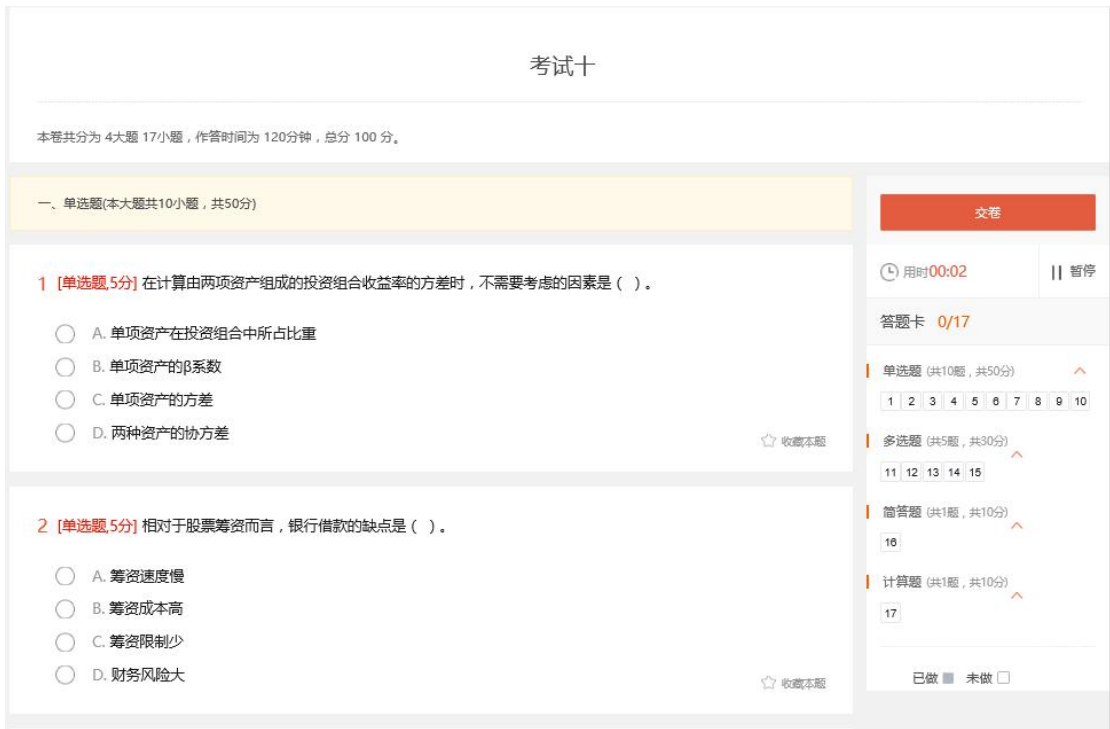 考试十
本卷共分为 4大题 17小题，作答时间为 120分钟，总分 100 分。
一、单选题(本大题共10小题，共50分)
1 [单选题,5分] 在计算由两项资产组成的投资组合收益率的方差时，不需要考虑的因素是（ ）。
A. 单项资产在投资组合中所占比重
B. 单项资产的β系数
C. 单项资产的方差
D. 两种资产的协方差
收藏本题
2 [单选题,5分] 相对于股票筹资而言，银行借款的缺点是（ ）。
A. 筹资速度慢
B. 筹资成本高
C. 筹资限制少
D. 财务风险大
收藏本题
交卷
用时00:02 暂停
答题卡 0/17
单选题 (共10题，共50分)
1 2 3 4 5 6 7 8 9 10
多选题 (共5题，共30分)
11 12 13 14 15
简答题 (共1题，共10分)
16
计算题 (共1题，共10分)
17
已做 未做